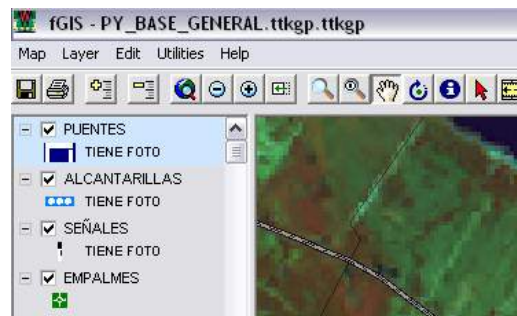 fGIS - PY_BASE_GENERAL.ttkgp.ttkgp
Map Layer Edit Utilities Help
PUENTES
TIENE FOTO
ALCANTARILLAS
TIENE FOTO
SEÑALES
TIENE FOTO
EMPALMES